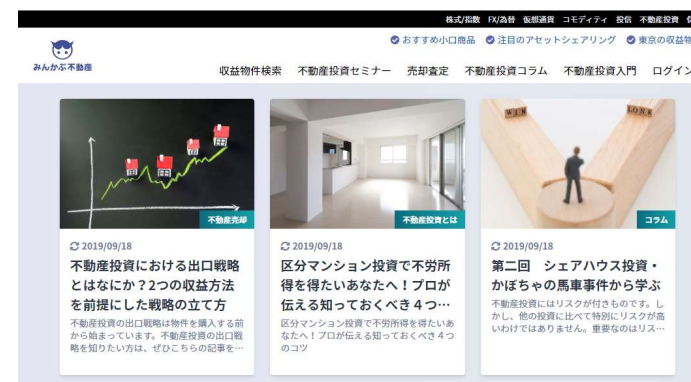 株式/指数 FX/為替 仮想通貨 コモディティ 投信 不動産投資
おすすめ小口商品 注目のアセットシェアリング 東京の収益物
みんかぶ不動産
収益物件検索 不動産投資セミナー 売却査定 不動産投資コラム 不動産投資入門 ログイン
WIN LOSE
不動産売却 不動産投資とは コラム
2019/09/18
不動産投資における出口戦略
とはなにか？2つの収益方法
を前提にした戦略の立て方
不動産投資の出口戦略は物件を購入する前
から始まっています。不動産投資の出口戦
略を知りたい方は、ぜひこちらの記事を…
2019/09/18
区分マンション投資で不労所
得を得たいあなたへ！プロが
伝える知っておくべき４つ…
区分マンション投資で不労所得を得たいあ
なたへ！プロが伝える知っておくべき４つ
のコツ
2019/09/18
第二回 シェアハウス投資・
かぼちゃの馬車事件から学ぶ
不動産投資にはリスクが付きものです。し
かし、他の投資に比べて特別にリスクが高
いわけではありません。重要なのはリス…